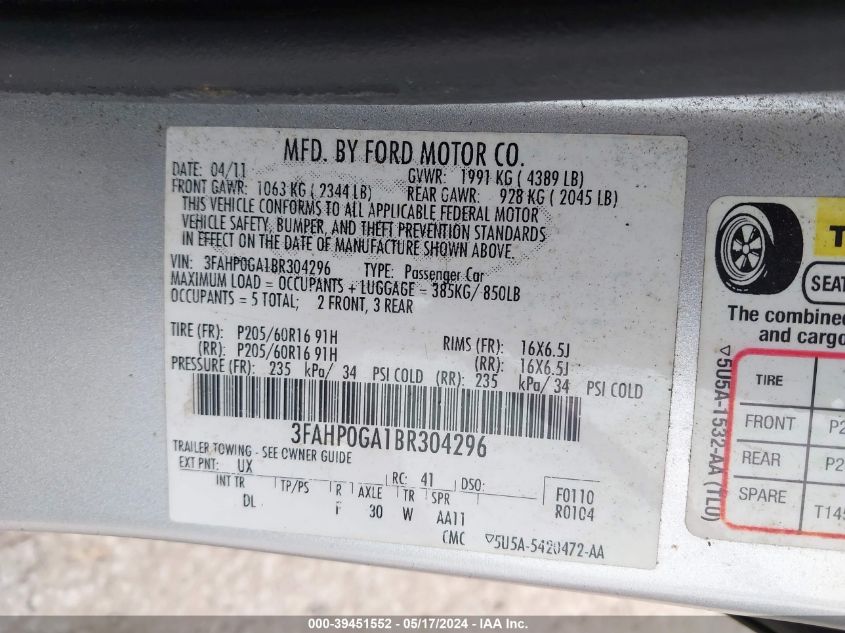 MFD. BY FORD MOTOR CO.
DATE: 04/11 GVWR: 1991 KG ( 4389 LB)
FRONT GAWR: 1063 KG ( 2344 LB) REAR GAWR: 928 KG ( 2045 LB)
THIS VEHICLE CONFORMS TO ALL APPLICABLE FEDERAL MOTOR
VEHICLE SAFETY, BUMPER, AND THEFT PREVENTION STANDARDS
IN EFFECT ON THE DATE OF MANUFACTURE SHOWN ABOVE.
VIN: 3FAHP0GA1BR304296 TYPE: Passenger Car
MAXIMUM LOAD = OCCUPANTS + LUGGAGE = 385KG/ 850LB
OCCUPANTS = 5 TOTAL; 2 FRONT, 3 REAR
TIRE (FR): P205/60R16 91H RIMS (FR): 16X6.5J
(RR): P205/60R16 91H (RR): 16X6.5J
PRESSURE (FR): 235 kPa/ 34 PSI COLD (RR): 235 kPa/ 34 PSI COLD
3FAHP0GA1BR304296
TRAILER TOWING - SEE OWNER GUIDE
EXT PNT: UX RC: 41 DSO:
INT TR TP/PS R AXLE TR SPR F0110
DL 30 W AA11 R0104
CMC ▽5U5A-5420472-AA
▽5U5A-1532-AA (TL0)
T
SEAT
The combined
and cargo
TIRE
FRONT P2
REAR P2
SPARE T145
000-39451552 - 05/17/2024 - IAAI.com.